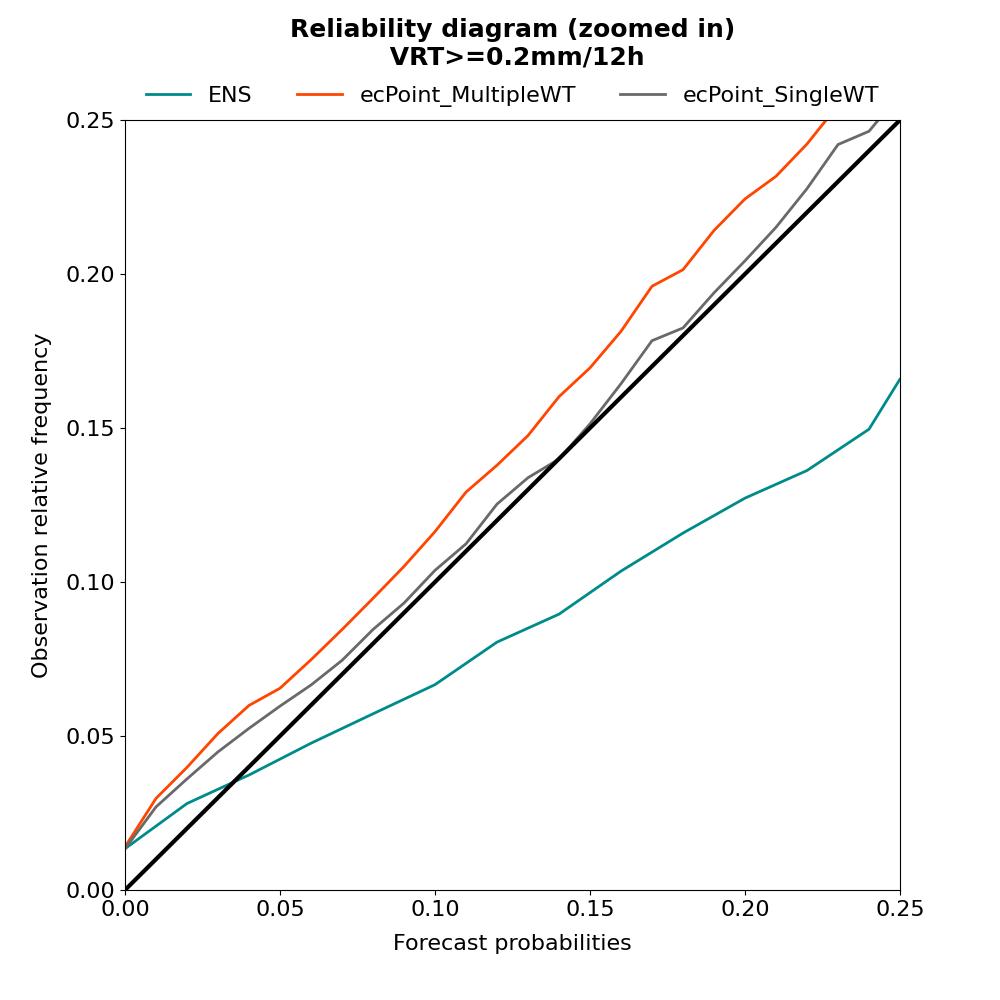 Reliability diagram (zoomed in)
VRT>=0.2mm/12h
ENS ecPoint_MultipleWT ecPoint_SingleWT
0.25
0.20
0.15
0.10
0.05
0.00
Observation relative frequency
0.00 0.05 0.10 0.15 0.20 0.25
Forecast probabilities